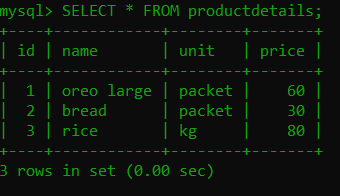 mysql> SELECT * FROM productdetails;
+----+------------+--------+-------+
| id | name       | unit   | price |
+----+------------+--------+-------+
|  1 | oreo large | packet |    60 |
|  2 | bread      | packet |    30 |
|  3 | rice       | kg     |    80 |
+----+------------+--------+-------+
3 rows in set (0.00 sec)